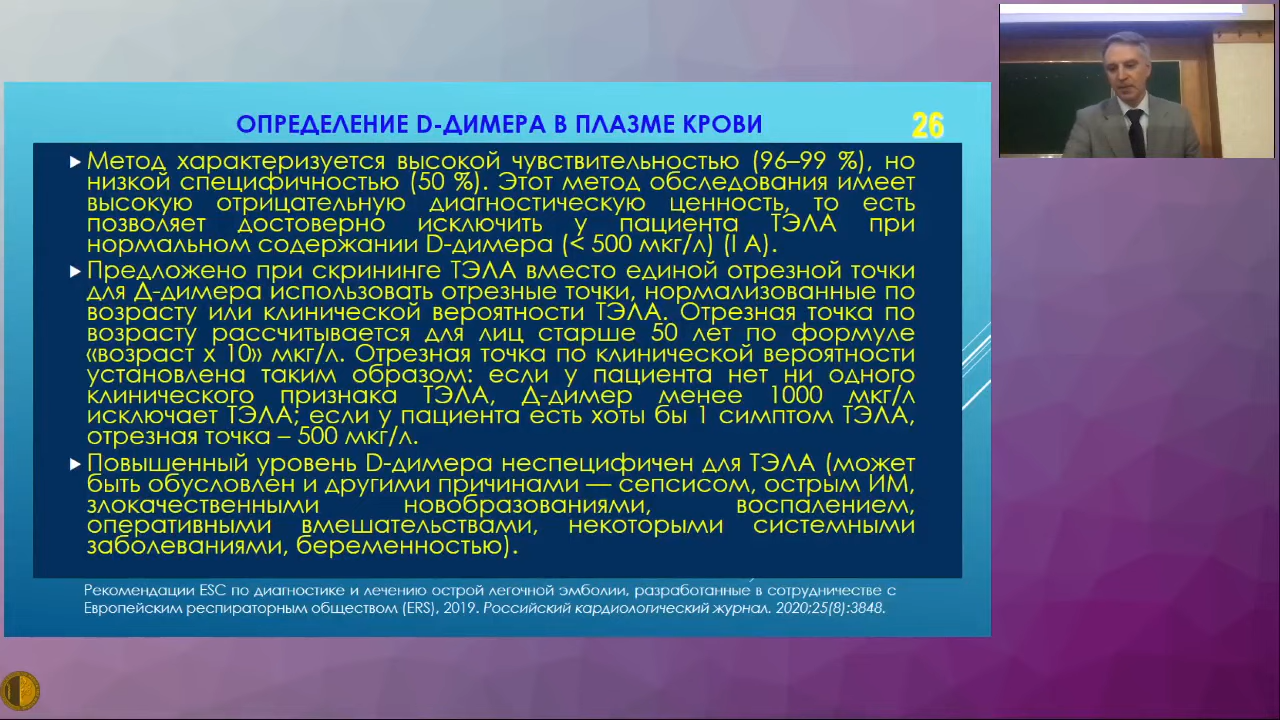 ОПРЕДЕЛЕНИЕ D-ДИМЕРА В ПЛАЗМЕ КРОВИ
26
Метод характеризуется высокой чувствительностью (96–99 %), но
низкой специфичностью (50 %). Этот метод обследования имеет
высокую отрицательную диагностическую ценность, то есть
позволяет достоверно исключить у пациента ТЭЛА при
нормальном содержании D-димера (< 500 мкг/л) (I А).
Предложено при скрининге ТЭЛА вместо единой отрезной точки
для Д-димера использовать отрезные точки, нормализованные по
возрасту или клинической вероятности ТЭЛА. Отрезная точка по
возрасту рассчитывается для лиц старше 50 лет по формуле
«возраст х 10» мкг/л. Отрезная точка по клинической вероятности
установлена таким образом: если у пациента нет ни одного
клинического признака ТЭЛА, Д-димер менее 1000 мкг/л
исключает ТЭЛА; если у пациента есть хоты бы 1 симптом ТЭЛА,
отрезная точка – 500 мкг/л.
Повышенный уровень D-димера неспецифичен для ТЭЛА (может
быть обусловлен и другими причинами — сепсисом, острым ИМ,
злокачественными новобразованиями, воспалением,
оперативными вмешательствами, некоторыми системными
заболеваниями, беременностью).
Рекомендации ESC по диагностике и лечению острой легочной эмболии, разработанные в сотрудничестве с
Европейским респираторным обществом (ERS), 2019. Российский кардиологический журнал. 2020;25(8):3848.